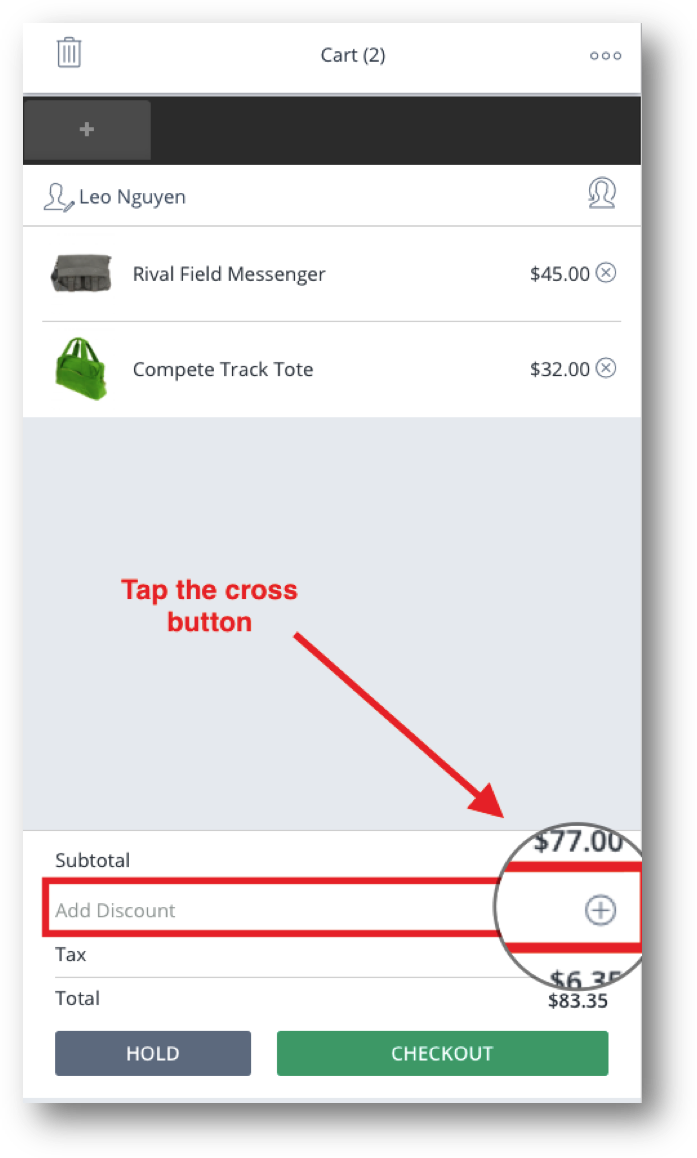 Cart (2)
Leo Nguyen
Rival Field Messenger $45.00
Compete Track Tote $32.00
Tap the cross
button
$77.00
Subtotal
Add Discount
Tax
$6.35
Total $83.35
HOLD CHECKOUT